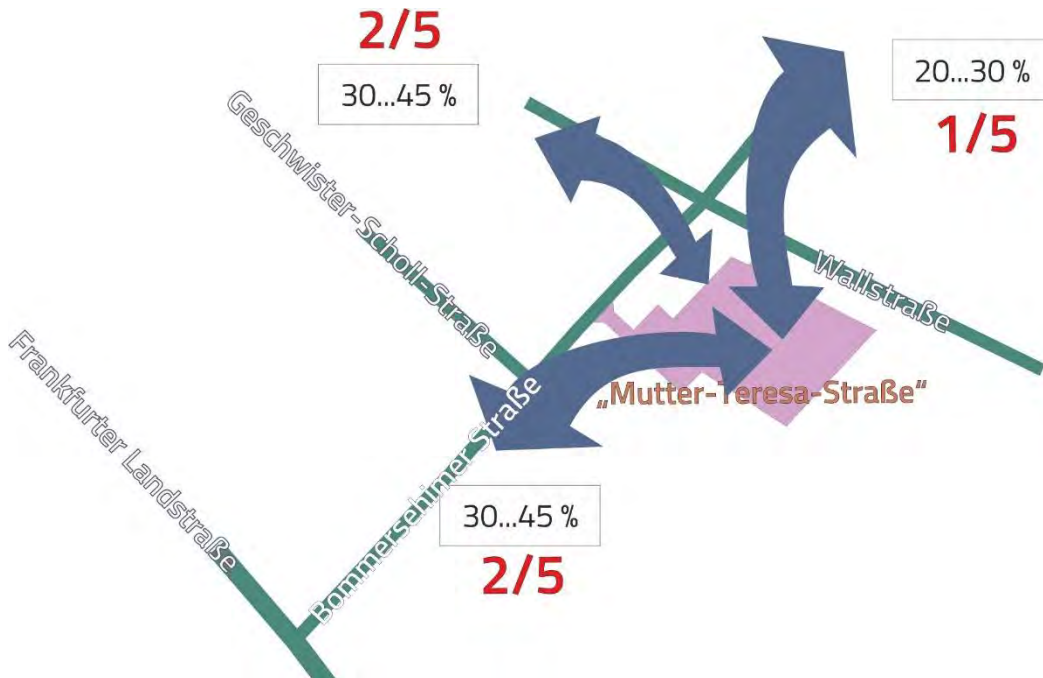 2/5
30...45 %
20...30 %
1/5
Geschwister-Scholl-Straße
Wallstraße
Frankfurter Landstraße
„Mutter-Teresa-Straße“
Bommersehimer Straße
30...45 %
2/5